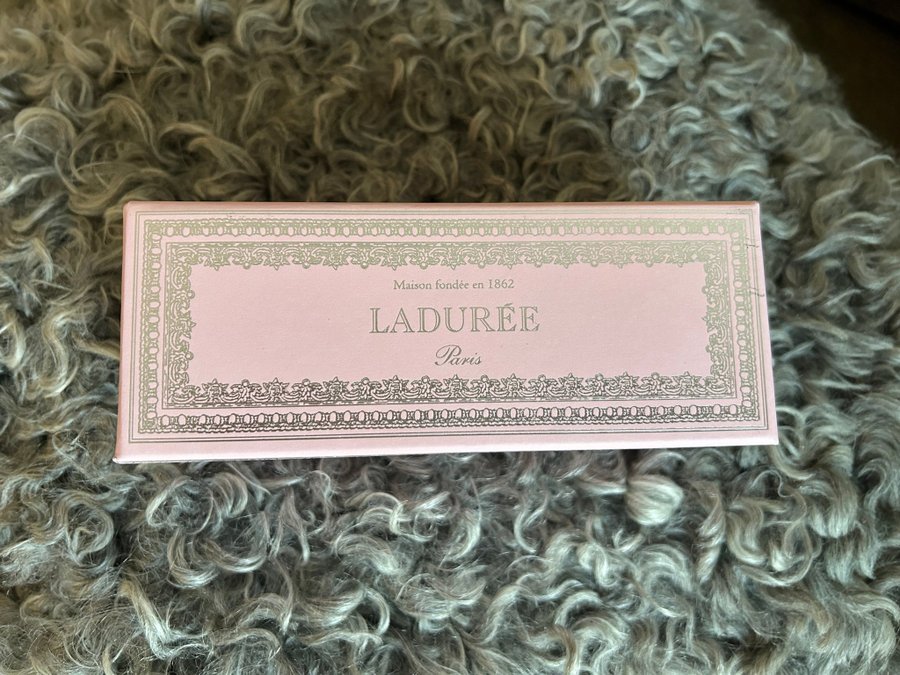 Maison fondée en 1862
LADURÉE
Paris